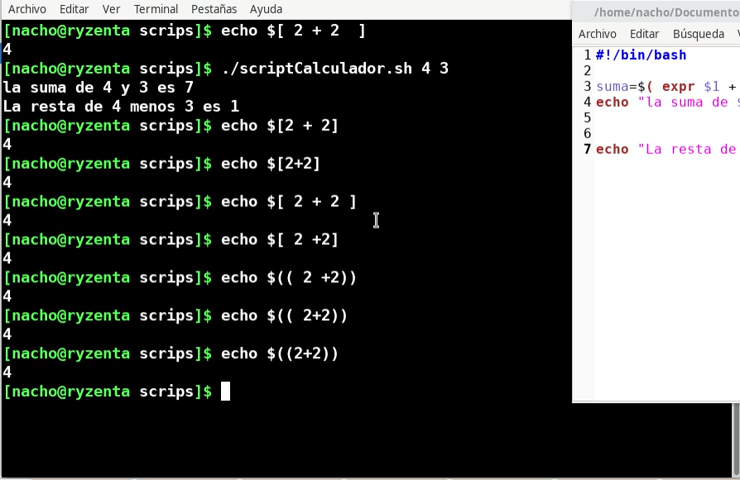 Archivo Editar Ver Terminal Pestañas Ayuda
[nacho@ryzenta scrips]$ echo $[ 2 + 2  ]
4
[nacho@ryzenta scrips]$ ./scriptCalculador.sh 4 3
la suma de 4 y 3 es 7
La resta de 4 menos 3 es 1
[nacho@ryzenta scrips]$ echo $[2 + 2]
4
[nacho@ryzenta scrips]$ echo $[2+2]
4
[nacho@ryzenta scrips]$ echo $[ 2 + 2 ]
4
[nacho@ryzenta scrips]$ echo $[ 2 +2]
4
[nacho@ryzenta scrips]$ echo $(( 2 +2))
4
[nacho@ryzenta scrips]$ echo $(( 2+2))
4
[nacho@ryzenta scrips]$ echo $((2+2))
4
[nacho@ryzenta scrips]$
/home/nacho/Documento
Archivo Editar Búsqueda
1 #!/bin/bash
2
3 suma=$( expr $1 +
4 echo "la suma de
5
6
7 echo "La resta de